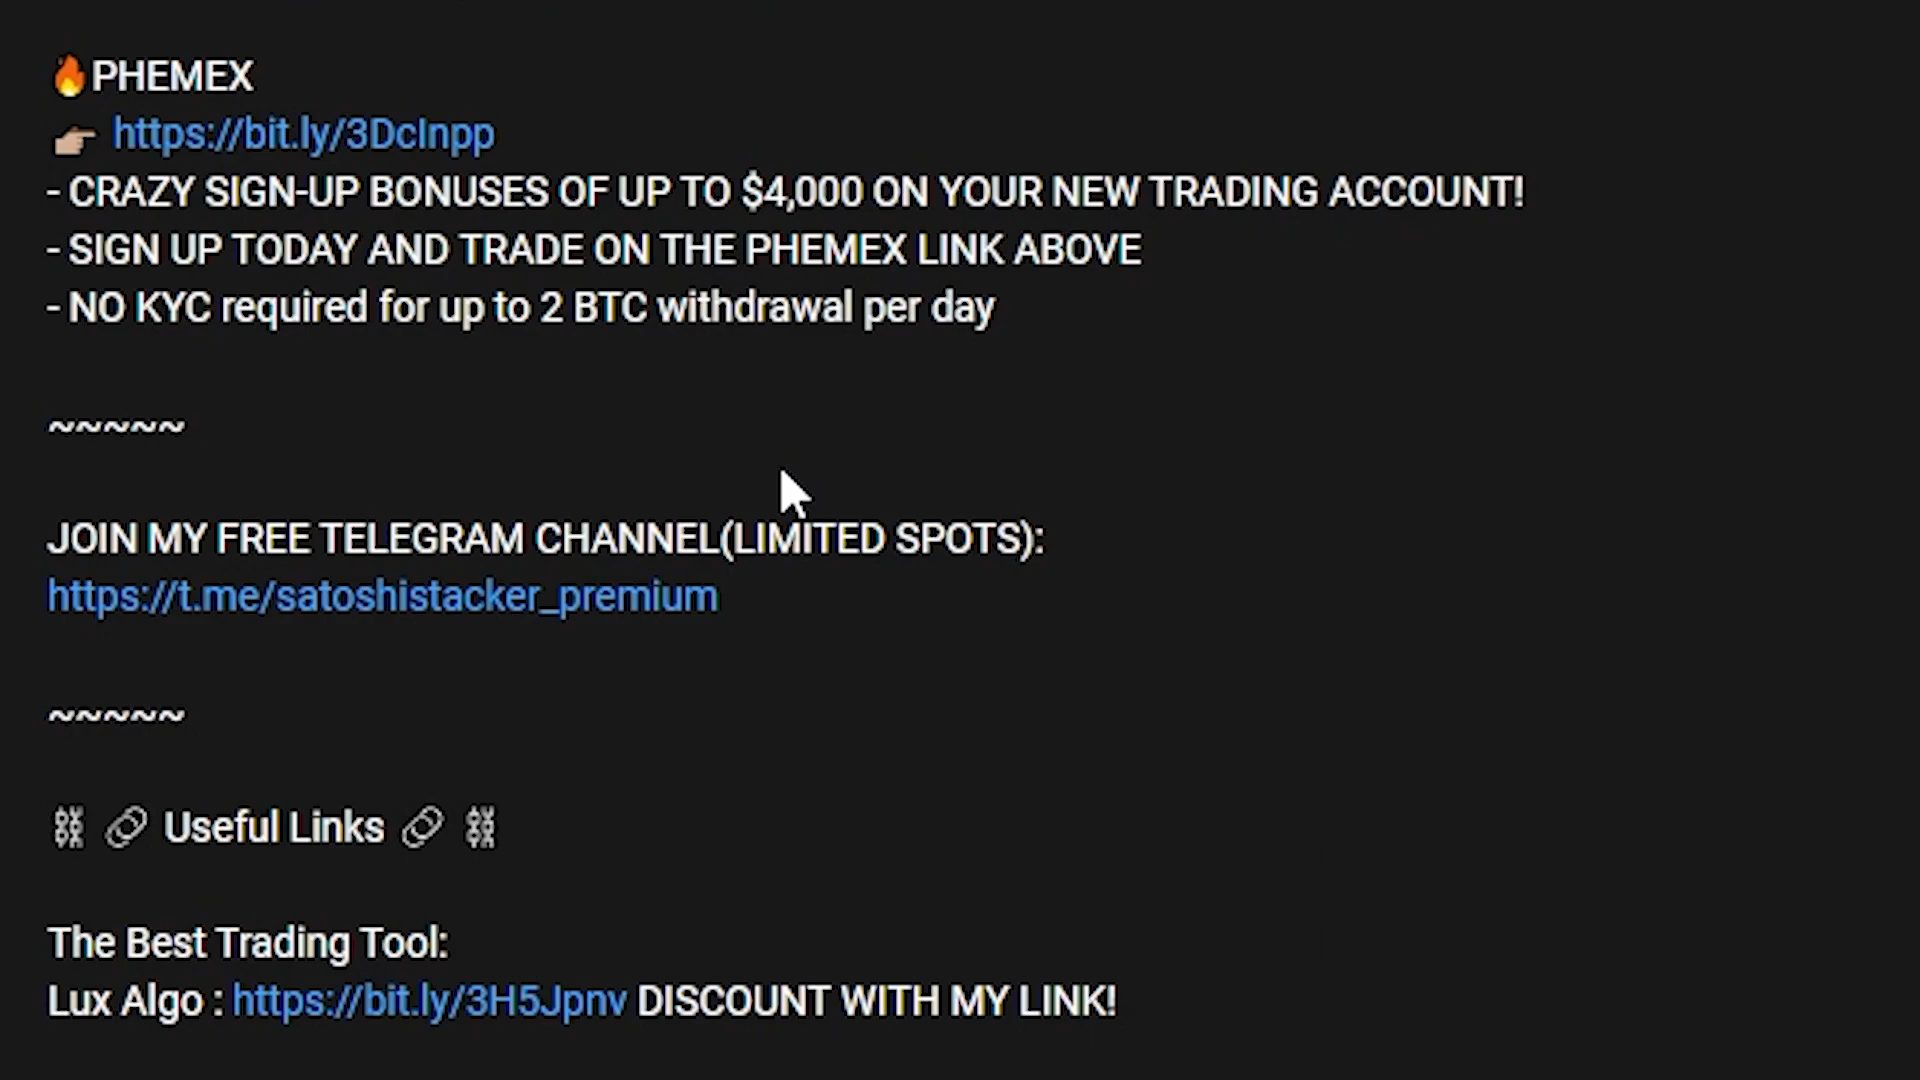 🔥PHEMEX
👉🏼 https://bit.ly/3DcInpp
- CRAZY SIGN-UP BONUSES OF UP TO $4,000 ON YOUR NEW TRADING ACCOUNT!
- SIGN UP TODAY AND TRADE ON THE PHEMEX LINK ABOVE
- NO KYC required for up to 2 BTC withdrawal per day
~~~~~
JOIN MY FREE TELEGRAM CHANNEL(LIMITED SPOTS):
https://t.me/satoshistacker_premium
~~~~~
⛓ 🔗 Useful Links 🔗 ⛓
The Best Trading Tool:
Lux Algo : https://bit.ly/3H5Jpnv DISCOUNT WITH MY LINK!